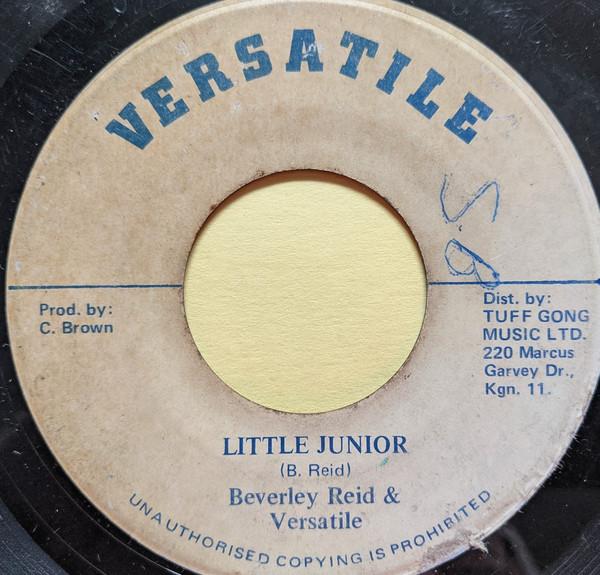 VERSATILE
Prod. by:
C. Brown
Dist. by:
TUFF GONG
MUSIC LTD.
220 Marcus
Garvey Dr.,
Kgn. 11.
LITTLE JUNIOR
(B. Reid)
Beverley Reid &
Versatile
UNAUTHORISED COPYING IS PROHIBITED